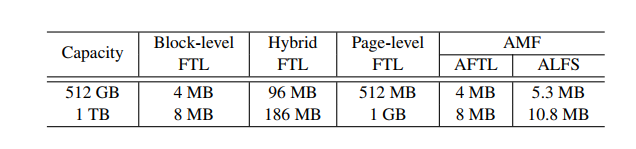 Capacity Block-level FTL Hybrid FTL Page-level FTL AMF
AFTL ALFS
512 GB 4 MB 96 MB 512 MB 4 MB 5.3 MB
1 TB 8 MB 186 MB 1 GB 8 MB 10.8 MB